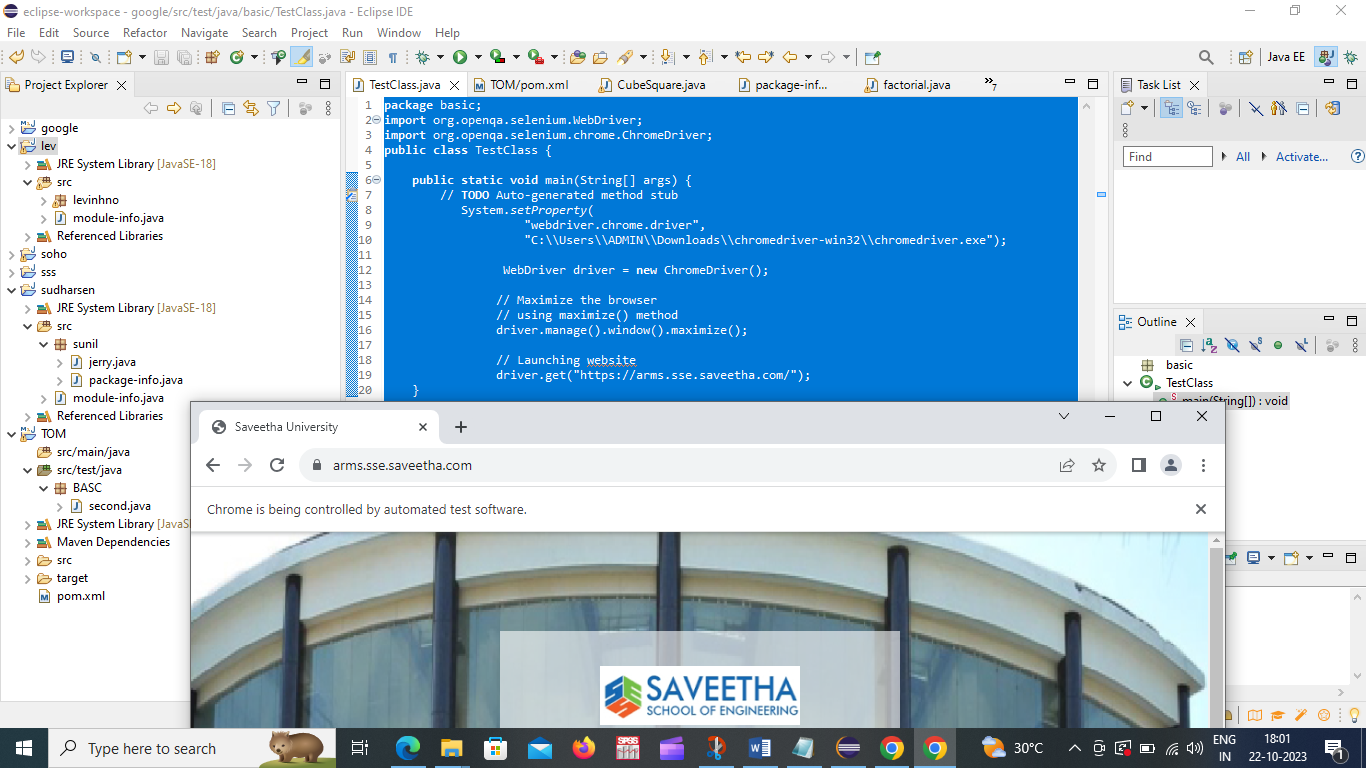 eclipse-workspace - google/src/test/java/basic/TestClass.java - Eclipse IDE
File Edit Source Refactor Navigate Search Project Run Window Help
Java EE
Project Explorer
google
lev
JRE System Library [JavaSE-18]
src
levinhno
module-info.java
Referenced Libraries
soho
sss
sudharsen
JRE System Library [JavaSE-18]
src
sunil
jerry.java
package-info.java
module-info.java
Referenced Libraries
TOM
src/main/java
src/test/java
BASC
second.java
JRE System Library [JavaS
Maven Dependencies
src
target
pom.xml
TestClass.java TOM/pom.xml CubeSquare.java package-inf... factorial.java »7
1 package basic;
2 import org.openqa.selenium.WebDriver;
3 import org.openqa.selenium.chrome.ChromeDriver;
4 public class TestClass {
5
6 public static void main(String[] args) {
7 // TODO Auto-generated method stub
8 System.setProperty(
9 "webdriver.chrome.driver",
10 "C:\\Users\\ADMIN\\Downloads\\chromedriver-win32\\chromedriver.exe");
11
12 WebDriver driver = new ChromeDriver();
13
14 // Maximize the browser
15 // using maximize() method
16 driver.manage().window().maximize();
17
18 // Launching website
19 driver.get("https://arms.sse.saveetha.com/");
20 }
Task List
Find All Activate...
Outline
basic
TestClass
main(String[]) : void
Saveetha University
arms.sse.saveetha.com
Chrome is being controlled by automated test software.
SAVEETHA
SCHOOL OF ENGINEERING
Type here to search
SPSS
30°C
ENG
IN
18:01
22-10-2023
1